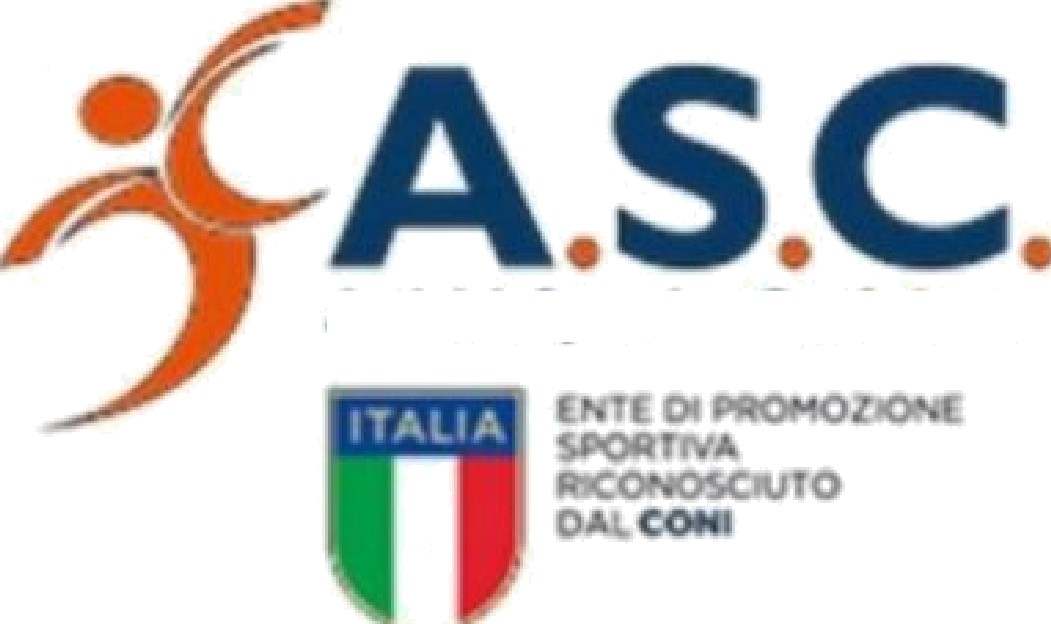 A.S.C.
ITALIA
ENTE DI PROMOZIONE
SPORTIVA
RICONOSCIUTO
DAL CONI